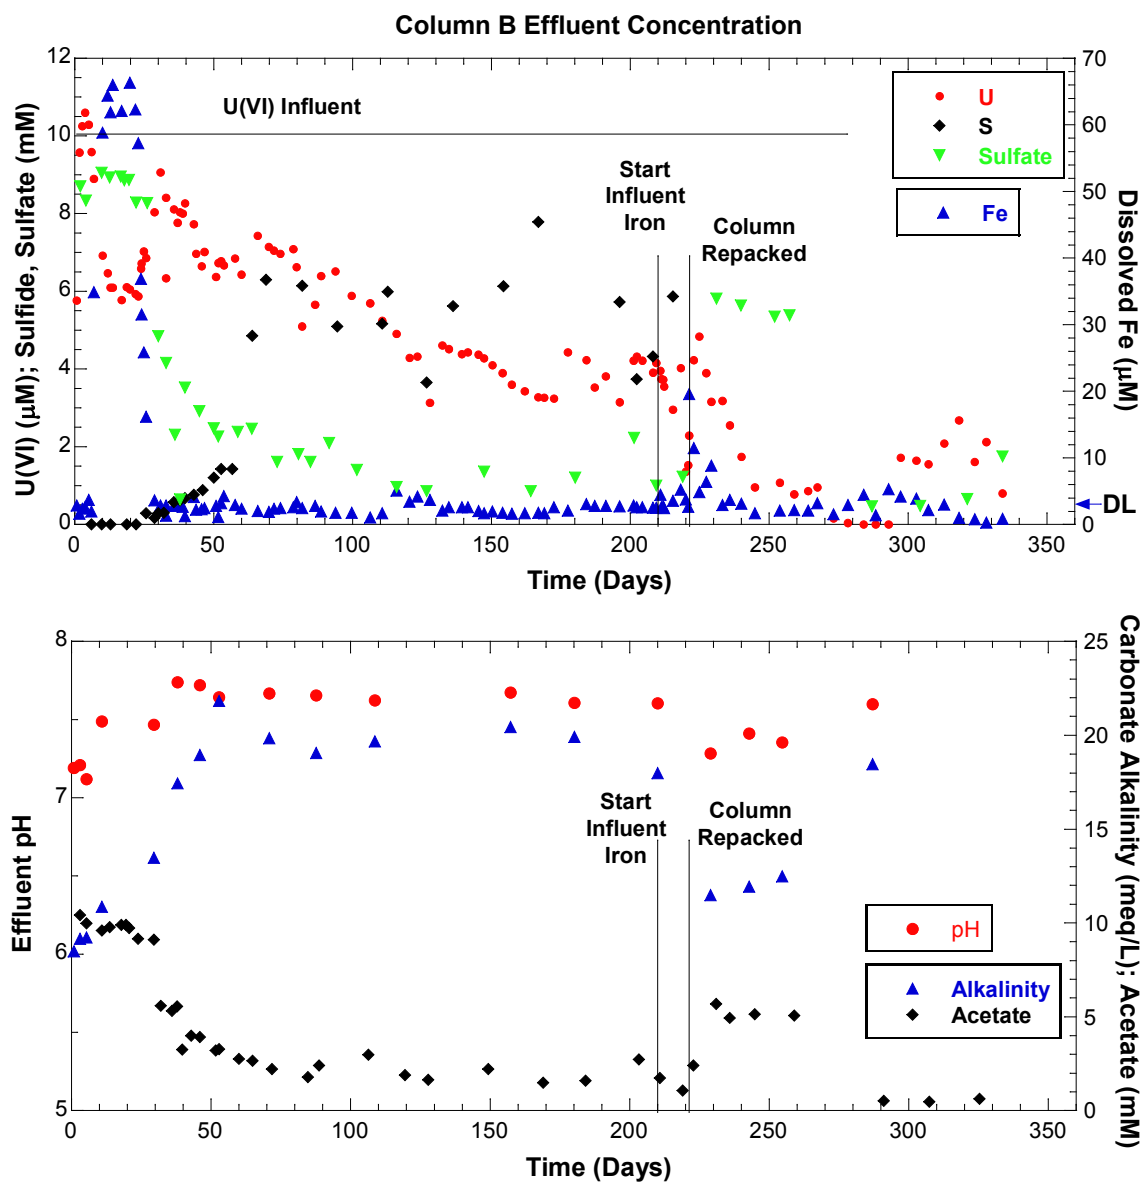 Column B Effluent Concentration
12
10
8
6
4
2
0
U(VI) (µM); Sulfide, Sulfate (mM)
U(VI) Influent
Start
Influent
Iron
Column
Repacked
U
S
Sulfate
Fe
70
60
50
40
30
20
10
0
DL
Dissolved Fe (µM)
0 50 100 150 200 250 300 350
Time (Days)
8
7
6
5
Effluent pH
Start
Influent
Iron
Column
Repacked
pH
Alkalinity
Acetate
25
20
15
10
5
0
Carbonate Alkalinity (meq/L); Acetate (mM)
0 50 100 150 200 250 300 350
Time (Days)